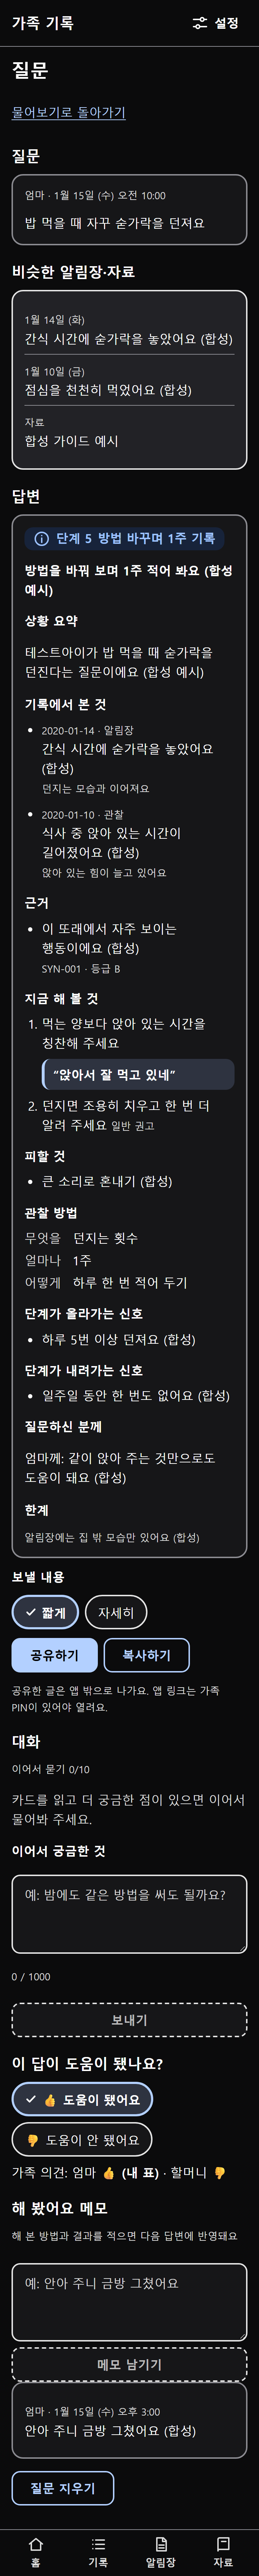 가족 기록
설정
질문
물어보기로 돌아가기
질문
엄마 · 1월 15일 (수) 오전 10:00
밥 먹을 때 자꾸 숟가락을 던져요
비슷한 알림장·자료
1월 14일 (화)
간식 시간에 숟가락을 놓았어요 (합성)
1월 10일 (금)
점심을 천천히 먹었어요 (합성)
자료
합성 가이드 예시
답변
단계 5 방법 바꾸며 1주 기록
방법을 바꿔 보며 1주 적어 봐요 (합성
예시)
상황 요약
테스트아이가 밥 먹을 때 숟가락을
던진다는 질문이에요 (합성 예시)
기록에서 본 것
2020-01-14 · 알림장
간식 시간에 숟가락을 놓았어요
(합성)
던지는 모습과 이어져요
2020-01-10 · 관찰
식사 중 앉아 있는 시간이
길어졌어요 (합성)
앉아 있는 힘이 늘고 있어요
근거
이 또래에서 자주 보이는
행동이에요 (합성)
SYN-001 · 등급 B
지금 해 볼 것
1. 먹는 양보다 앉아 있는 시간을
칭찬해 주세요
“앉아서 잘 먹고 있네”
2. 던지면 조용히 치우고 한 번 더
알려 주세요 일반 권고
피할 것
큰 소리로 혼내기 (합성)
관찰 방법
무엇을 던지는 횟수
얼마나 1주
어떻게 하루 한 번 적어 두기
단계가 올라가는 신호
하루 5번 이상 던져요 (합성)
단계가 내려가는 신호
일주일 동안 한 번도 없어요 (합성)
질문하신 분께
엄마께: 같이 앉아 주는 것만으로도
도움이 돼요 (합성)
한계
알림장에는 집 밖 모습만 있어요 (합성)
보낼 내용
짧게
자세히
공유하기
복사하기
공유한 글은 앱 밖으로 나가요. 앱 링크는 가족
PIN이 있어야 열려요.
대화
이어서 묻기 0/10
카드를 읽고 더 궁금한 점이 있으면 이어서
물어봐 주세요.
이어서 궁금한 것
예: 밤에도 같은 방법을 써도 될까요?
0 / 1000
보내기
이 답이 도움이 됐나요?
👍 도움이 됐어요
👎 도움이 안 됐어요
가족 의견: 엄마 👍 (내 표) · 할머니 👎
해 봤어요 메모
해 본 방법과 결과를 적으면 다음 답변에 반영돼요
예: 안아 주니 금방 그쳤어요
메모 남기기
엄마 · 1월 15일 (수) 오후 3:00
안아 주니 금방 그쳤어요 (합성)
질문 지우기
홈
기록
알림장
자료